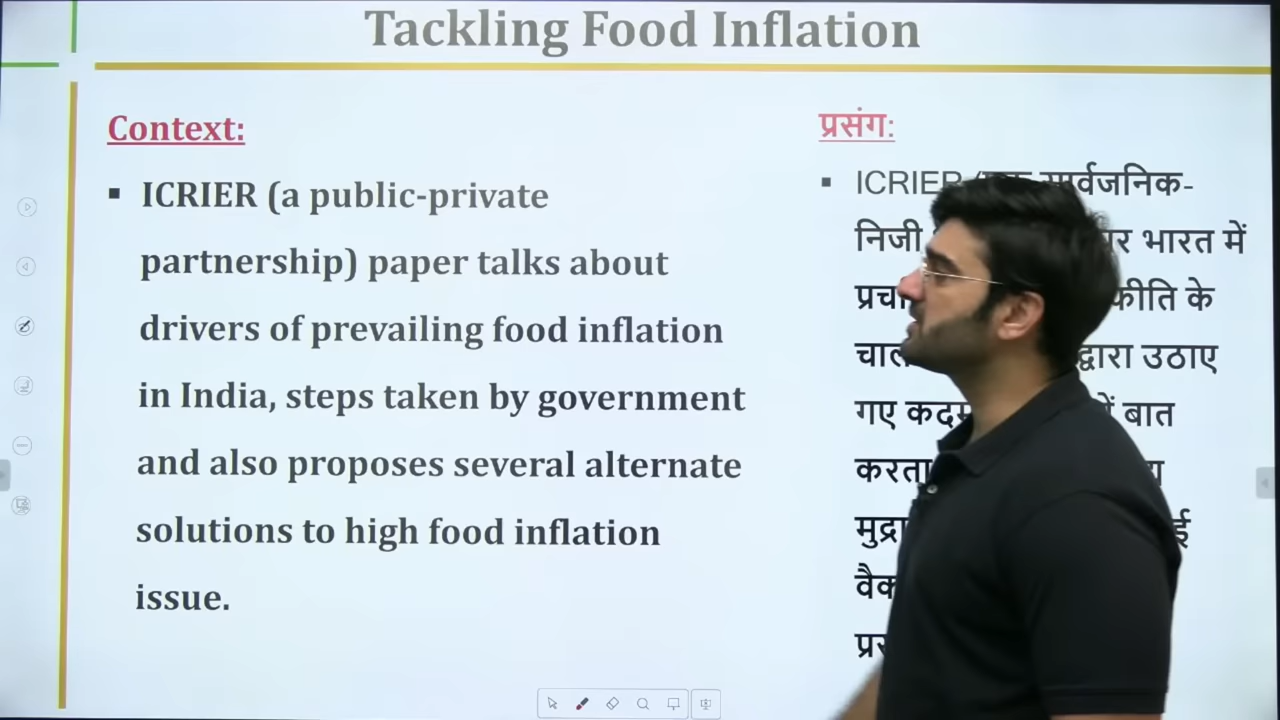 Tackling Food Inflation
Context:
▪ ICRIER (a public-private
partnership) paper talks about
drivers of prevailing food inflation
in India, steps taken by government
and also proposes several alternate
solutions to high food inflation
issue.
प्रसंग:
▪ ICRIER सार्वजनिक-
निजी भारत में
के
द्वारा उठाए
गए बात
करता